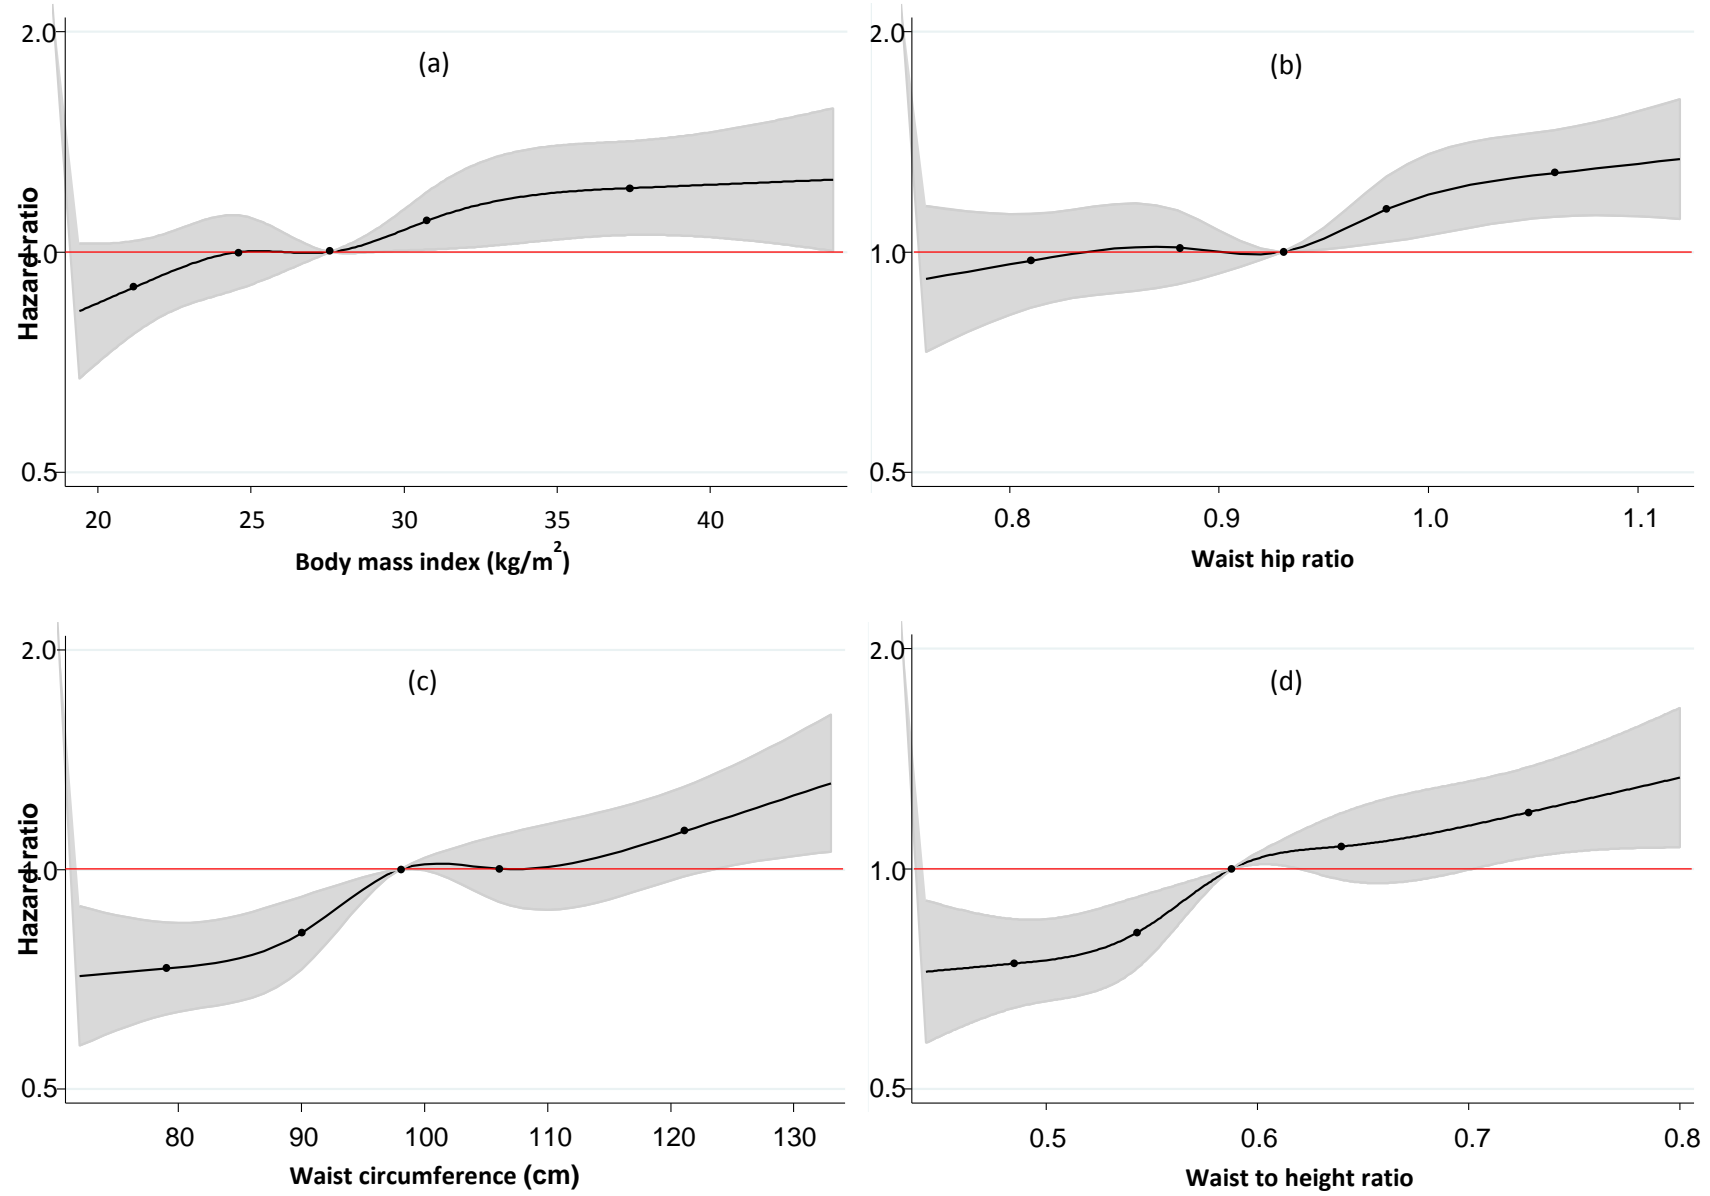 2.0
(a)
1.0
0.5
Hazard ratio
20 25 30 35 40
Body mass index (kg/m2)
2.0
(b)
1.0
0.5
0.8 0.9 1.0 1.1
Waist hip ratio
2.0
(c)
1.0
0.5
Hazard ratio
80 90 100 110 120 130
Waist circumference (cm)
2.0
(d)
1.0
0.5
0.5 0.6 0.7 0.8
Waist to height ratio